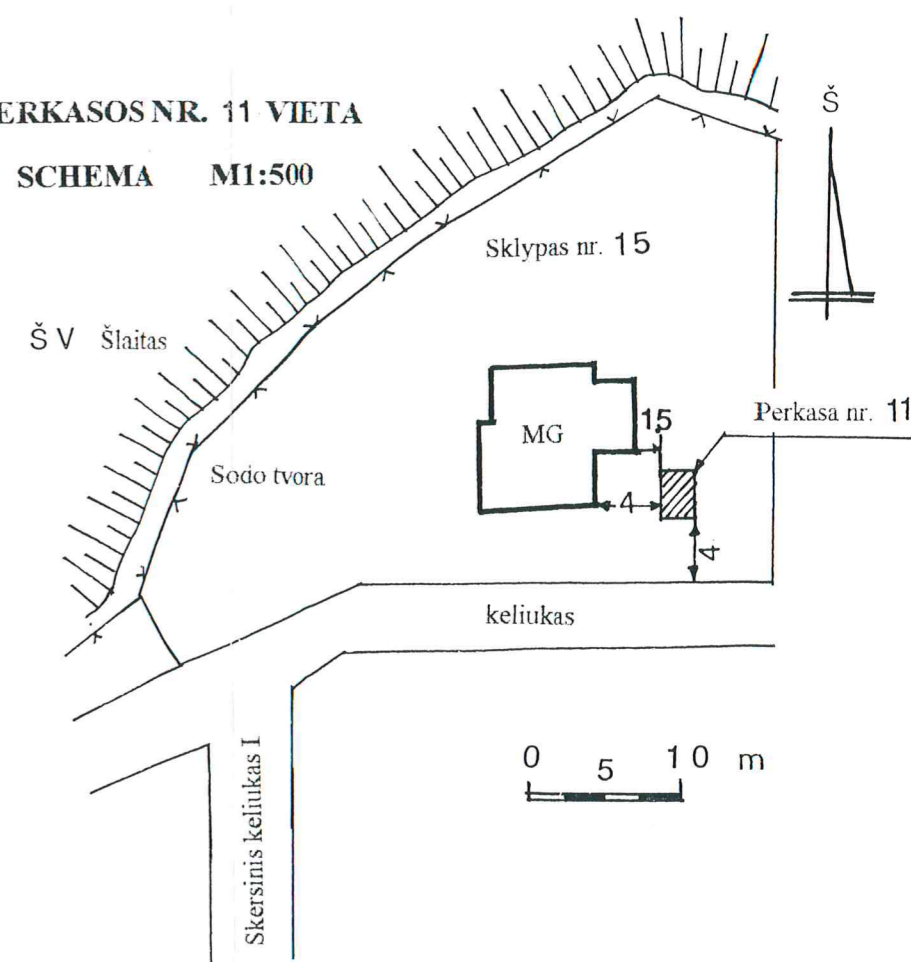 ERKASOS NR. 11 VIETA
SCHEMA M1:500
Š
Sklypas nr. 15
Š V Šlaitas
MG
15
Perkasa nr. 11
Sodo tvora
4
4
keliukas
0 5 10 m
Skersinis keliukas I